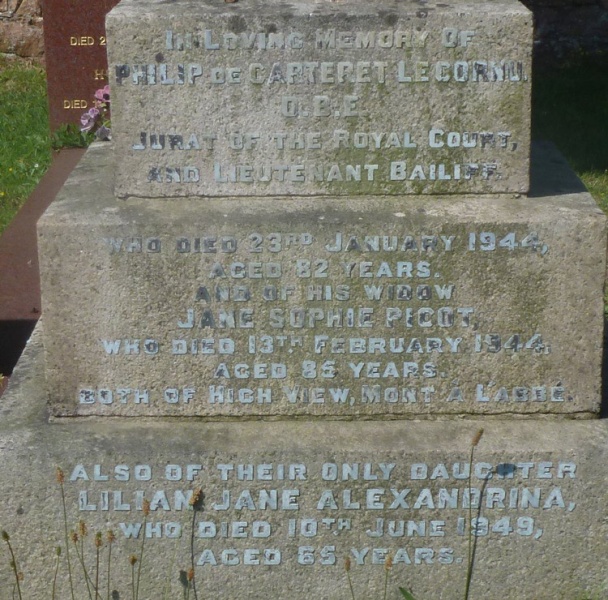 In Loving Memory of
Philip de Carteret Le Cornu.
O.B.E.
Jurat of the Royal Court,
and Lieutenant Bailiff.
who died 23rd January 1944,
aged 82 years.
and of his widow
Jane Sophie Picot,
who died 13th February 1944,
aged 85 years.
both of High View, Mont à l'Abbé.
Also of their only daughter
Lilian Jane Alexandrina,
who died 10th June 1949,
aged 65 years.
DIED
DIED